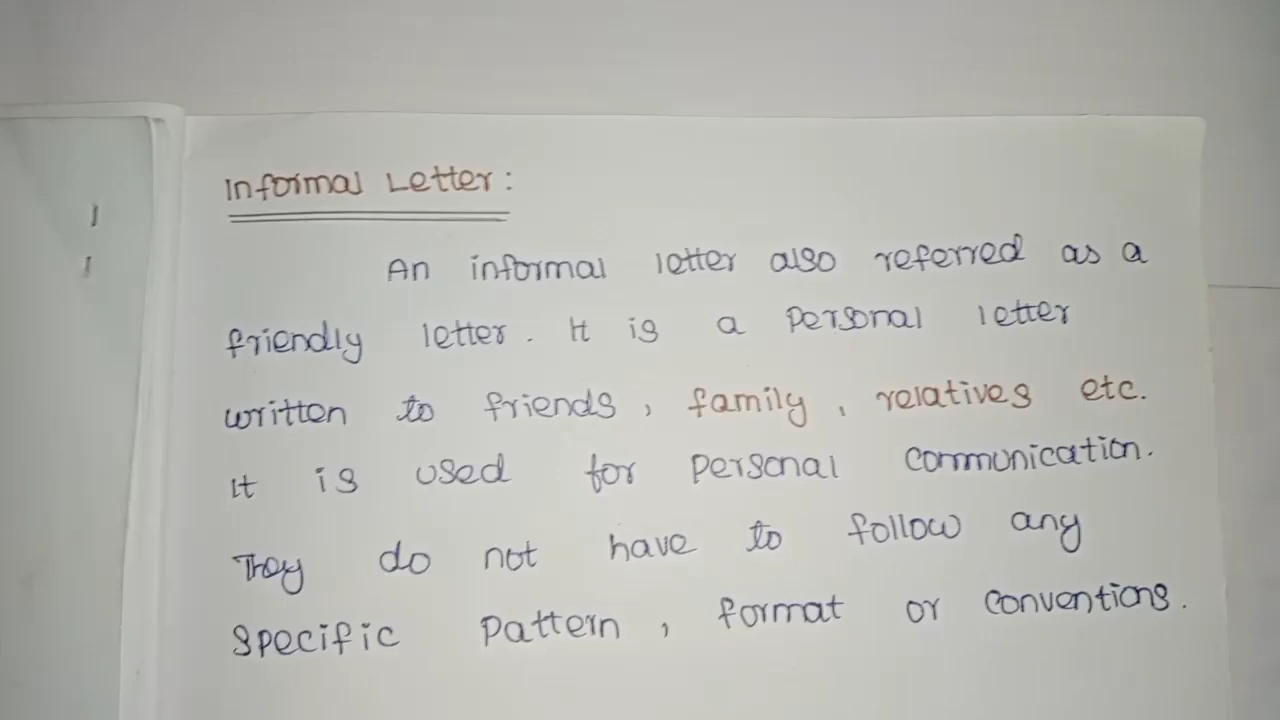 Informal Letter:
An informal letter also referred as a
friendly letter. It is a personal letter
written to friends, family, relatives etc.
It is used for personal communication.
They do not have to follow any
specific pattern, format or conventions.